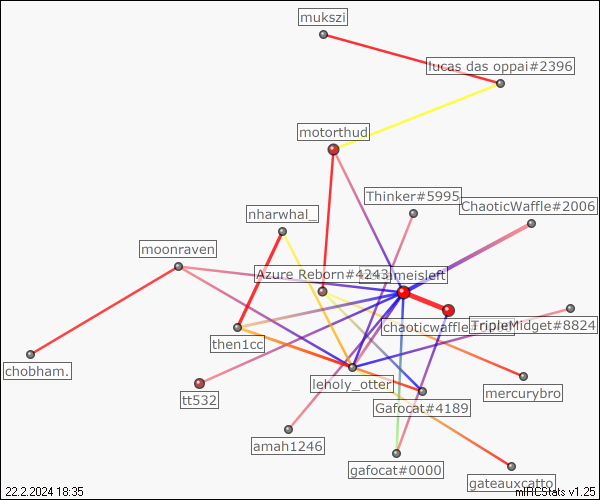 mukszi
lucas das oppai#2396
motorthud
Thinker#5995
ChaoticWaffle#2006
nharwhal_
moonraven
Azure Reborn#4243
meisleft
chaoticwaffle
TripleMidget#8824
then1cc
chobham.
leholy_otter
mercurybro
tt532
Gafocat#4189
amah1246
gafocat#0000
gateauxcatto
22.2.2024 18:35
mIRCStats v1.25